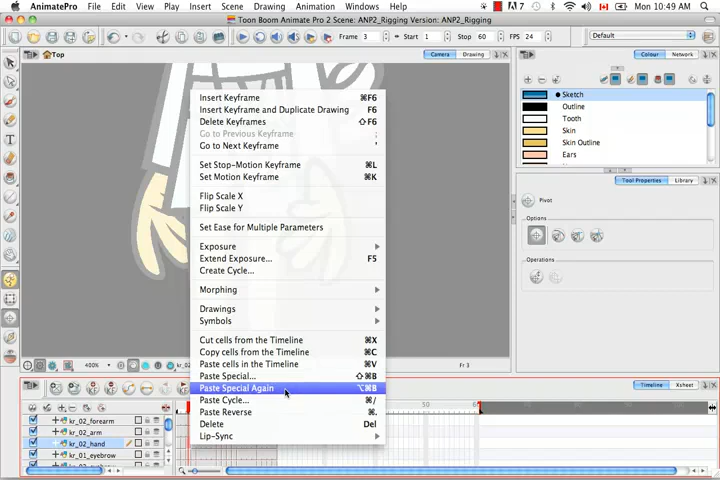 AnimatePro File Edit View Insert Scene Drawing Animation Windows Help
7 Mon 10:49 AM
Toon Boom Animate Pro 2 Scene: ANP2_Rigging Version: ANP2_Rigging
Frame 3 Start 1 Stop 60 FPS 24 Default
Top Camera Drawing Colour Network
Insert Keyframe ⌘F6
Insert Keyframe and Duplicate Drawing F6
Delete Keyframes ⇧F6
Go to Previous Keyframe ;
Go to Next Keyframe '
Set Stop-Motion Keyframe ⌘L
Set Motion Keyframe ⌘K
Flip Scale X
Flip Scale Y
Set Ease for Multiple Parameters
Exposure
Extend Exposure... F5
Create Cycle...
Morphing
Drawings
Symbols
Cut cells from the Timeline ⌘X
Copy cells from the Timeline ⌘C
Paste cells in the Timeline ⌘V
Paste Special... ⇧⌘B
Paste Special Again ⌥⌘B
Paste Cycle... ⌘/
Paste Reverse ⌘.
Delete Del
Lip-Sync
Sketch
Outline
Tooth
Skin
Skin Outline
Ears
Tool Properties Library
Pivot
Options
Operations
400%
Fr 3
Timeline Xsheet
50
kr_02_forearm
kr_02_arm
kr_02_hand
kr_01_eyebrow